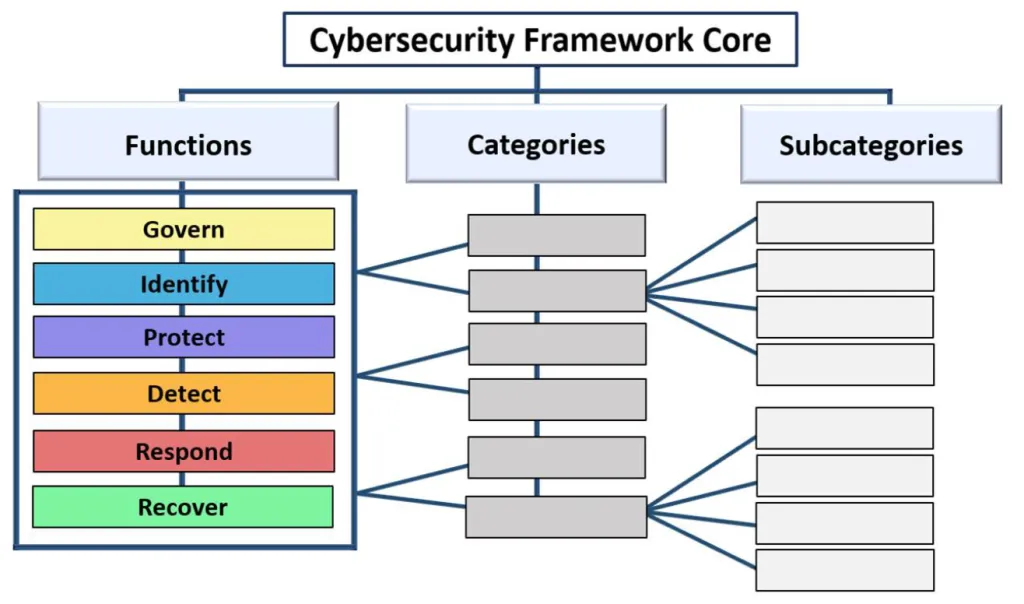 Cybersecurity Framework Core
Functions
Categories
Subcategories
Govern
Identify
Protect
Detect
Respond
Recover